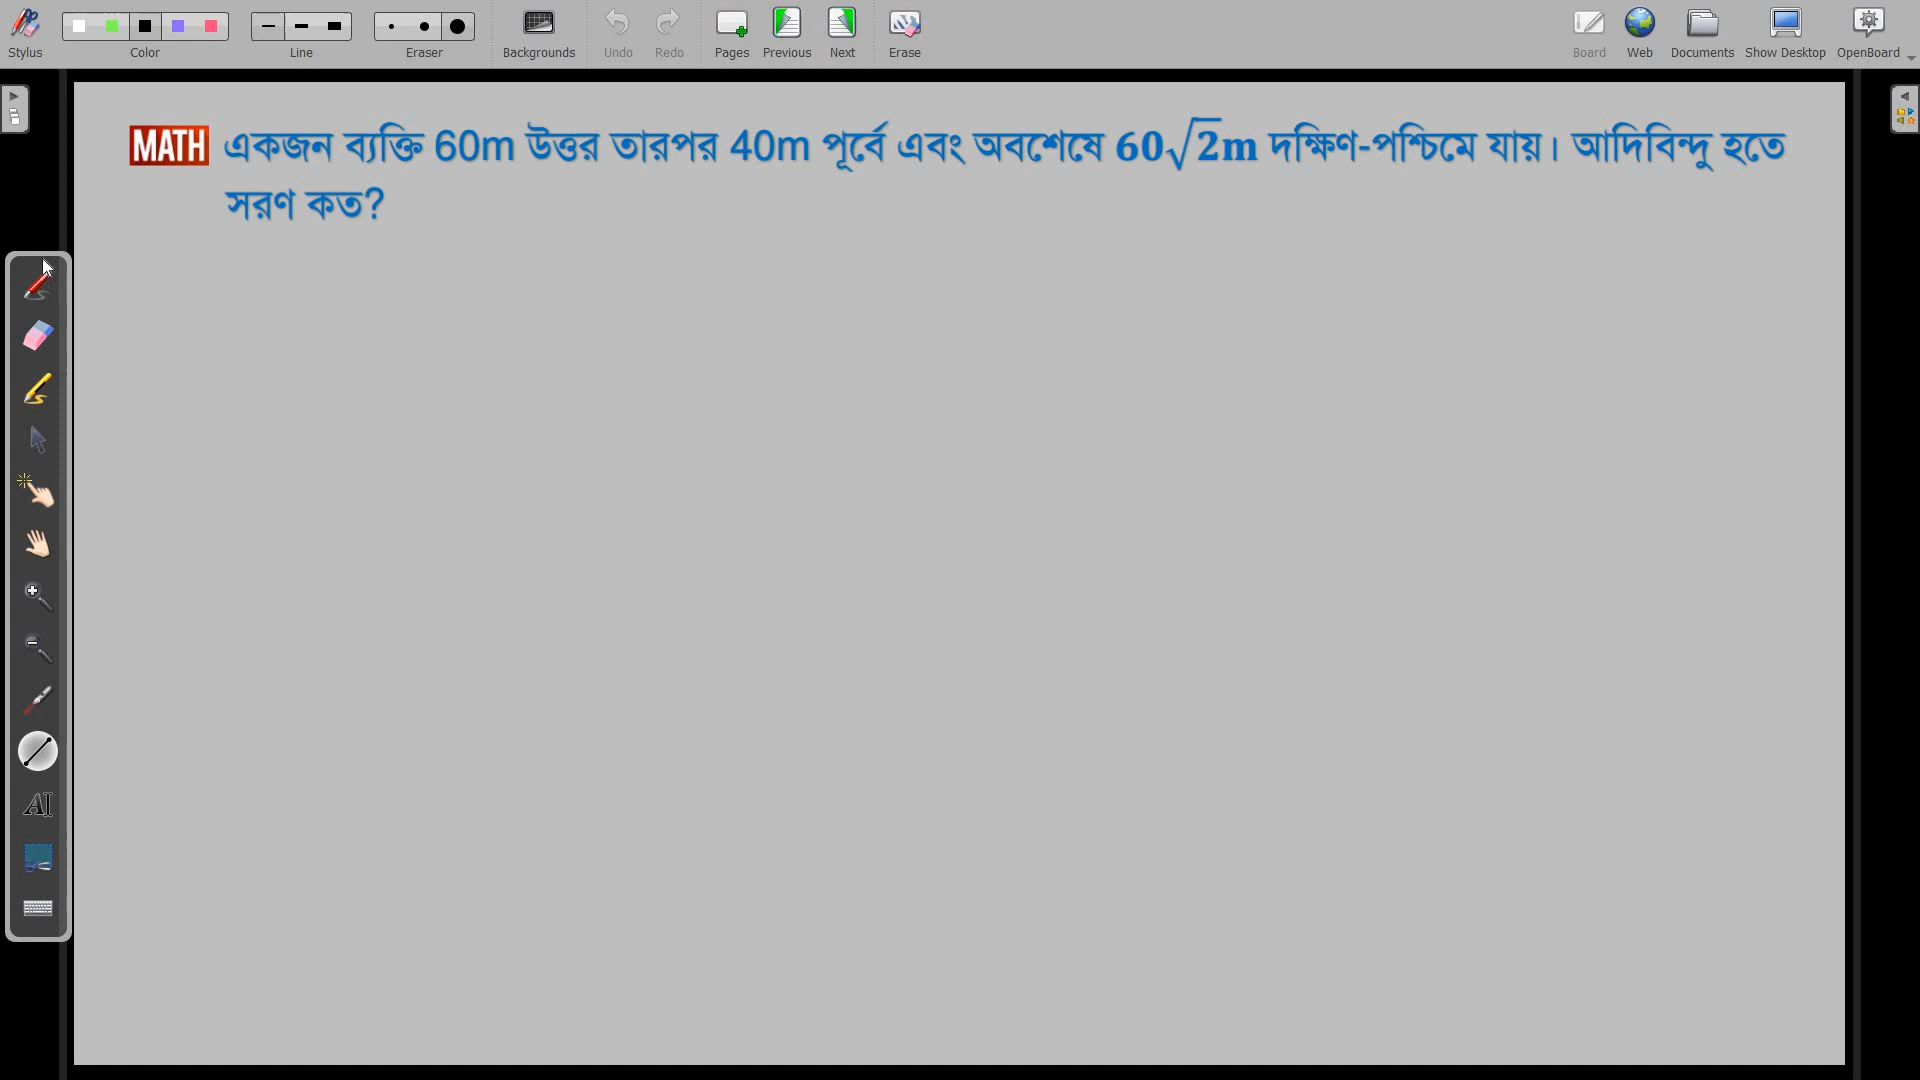 Stylus Color Line Eraser Backgrounds Undo Redo Pages Previous Next Erase Board Web Documents Show Desktop OpenBoard
MATH একজন ব্যক্তি 60m উত্তর তারপর 40m পূর্বে এবং অবশেষে 60√2m দক্ষিণ-পশ্চিমে যায়। আদিবিন্দু হতে
সরণ কত?
AI